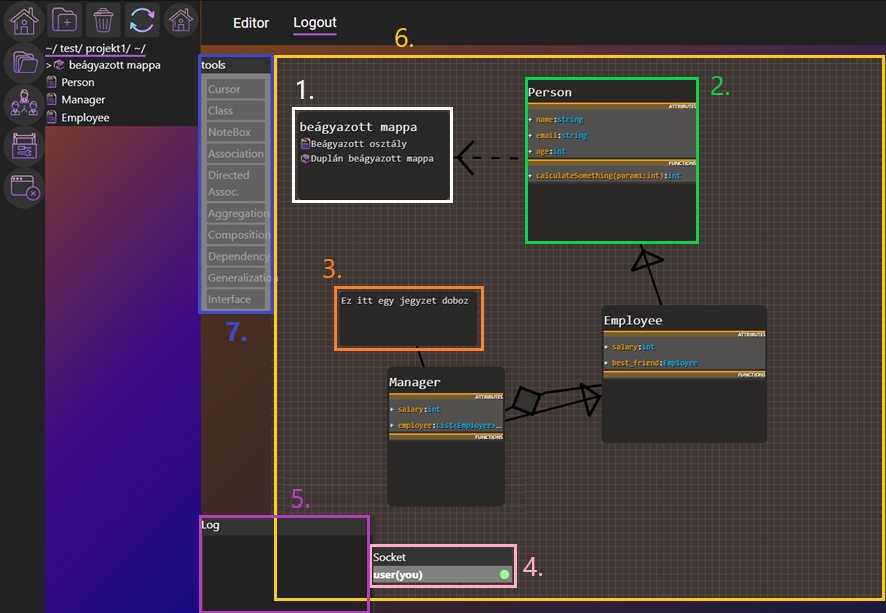 Editor
Logout
6.
~/ test/ projekt1/ ~/
> beágyazott mappa
Person
Manager
Employee
tools
Cursor
Class
NoteBox
Association
Directed
Assoc.
Aggregation
Composition
Dependency
Generalizatio
Interface
7.
1.
beágyazott mappa
Beágyazott osztály
Duplán beágyazott mappa
2.
Person
ATTRIBUTES
+ name:string
+ email:string
+ age:int
FUNCTIONS
+ calculateSomething(param1:int):int
3.
Ez itt egy jegyzet doboz
Employee
ATTRIBUTES
+ salary:int
+ best_friend:Employee
FUNCTIONS
Manager
ATTRIBUTES
+ salary:int
+ employee:List<Employee>...
FUNCTIONS
5.
Log
Socket
user(you)
4.